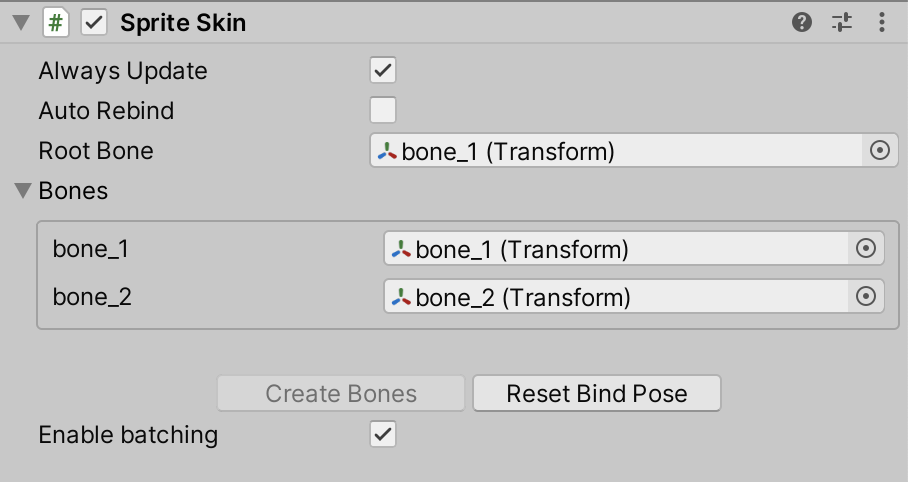 # Sprite Skin
Always Update
Auto Rebind
Root Bone bone_1 (Transform)
Bones
bone_1 bone_1 (Transform)
bone_2 bone_2 (Transform)
Create Bones Reset Bind Pose
Enable batching